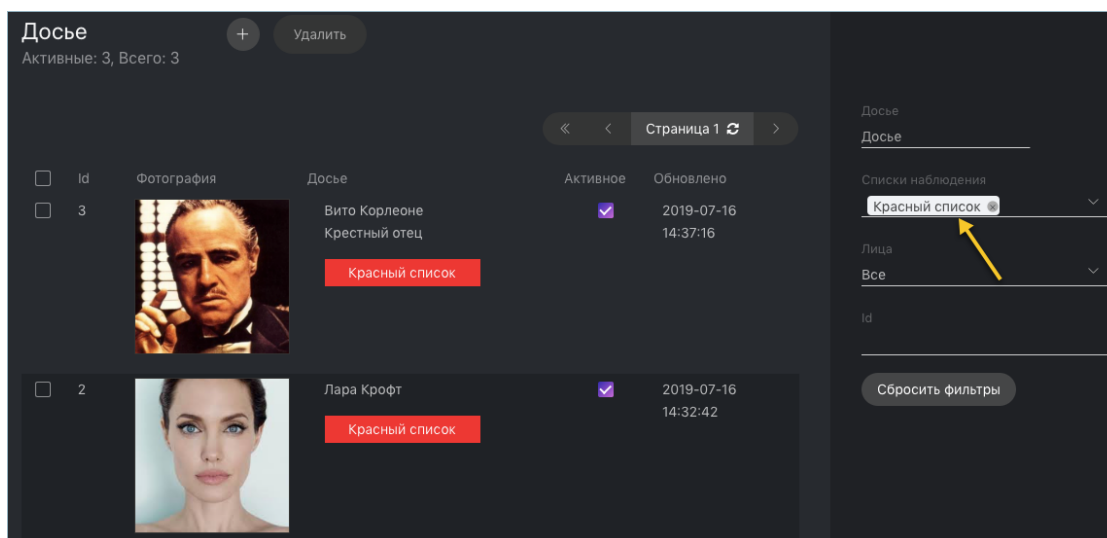 Досье
+ Удалить
Активные: 3, Всего: 3
« < Страница 1 >
Id Фотография Досье Активное Обновлено
3 Вито Корлеоне 2019-07-16
Крестный отец 14:37:16
Красный список
2 Лара Крофт 2019-07-16
14:32:42
Красный список
Досье
Досье
Списки наблюдения
Красный список
Лица
Все
Id
Сбросить фильтры